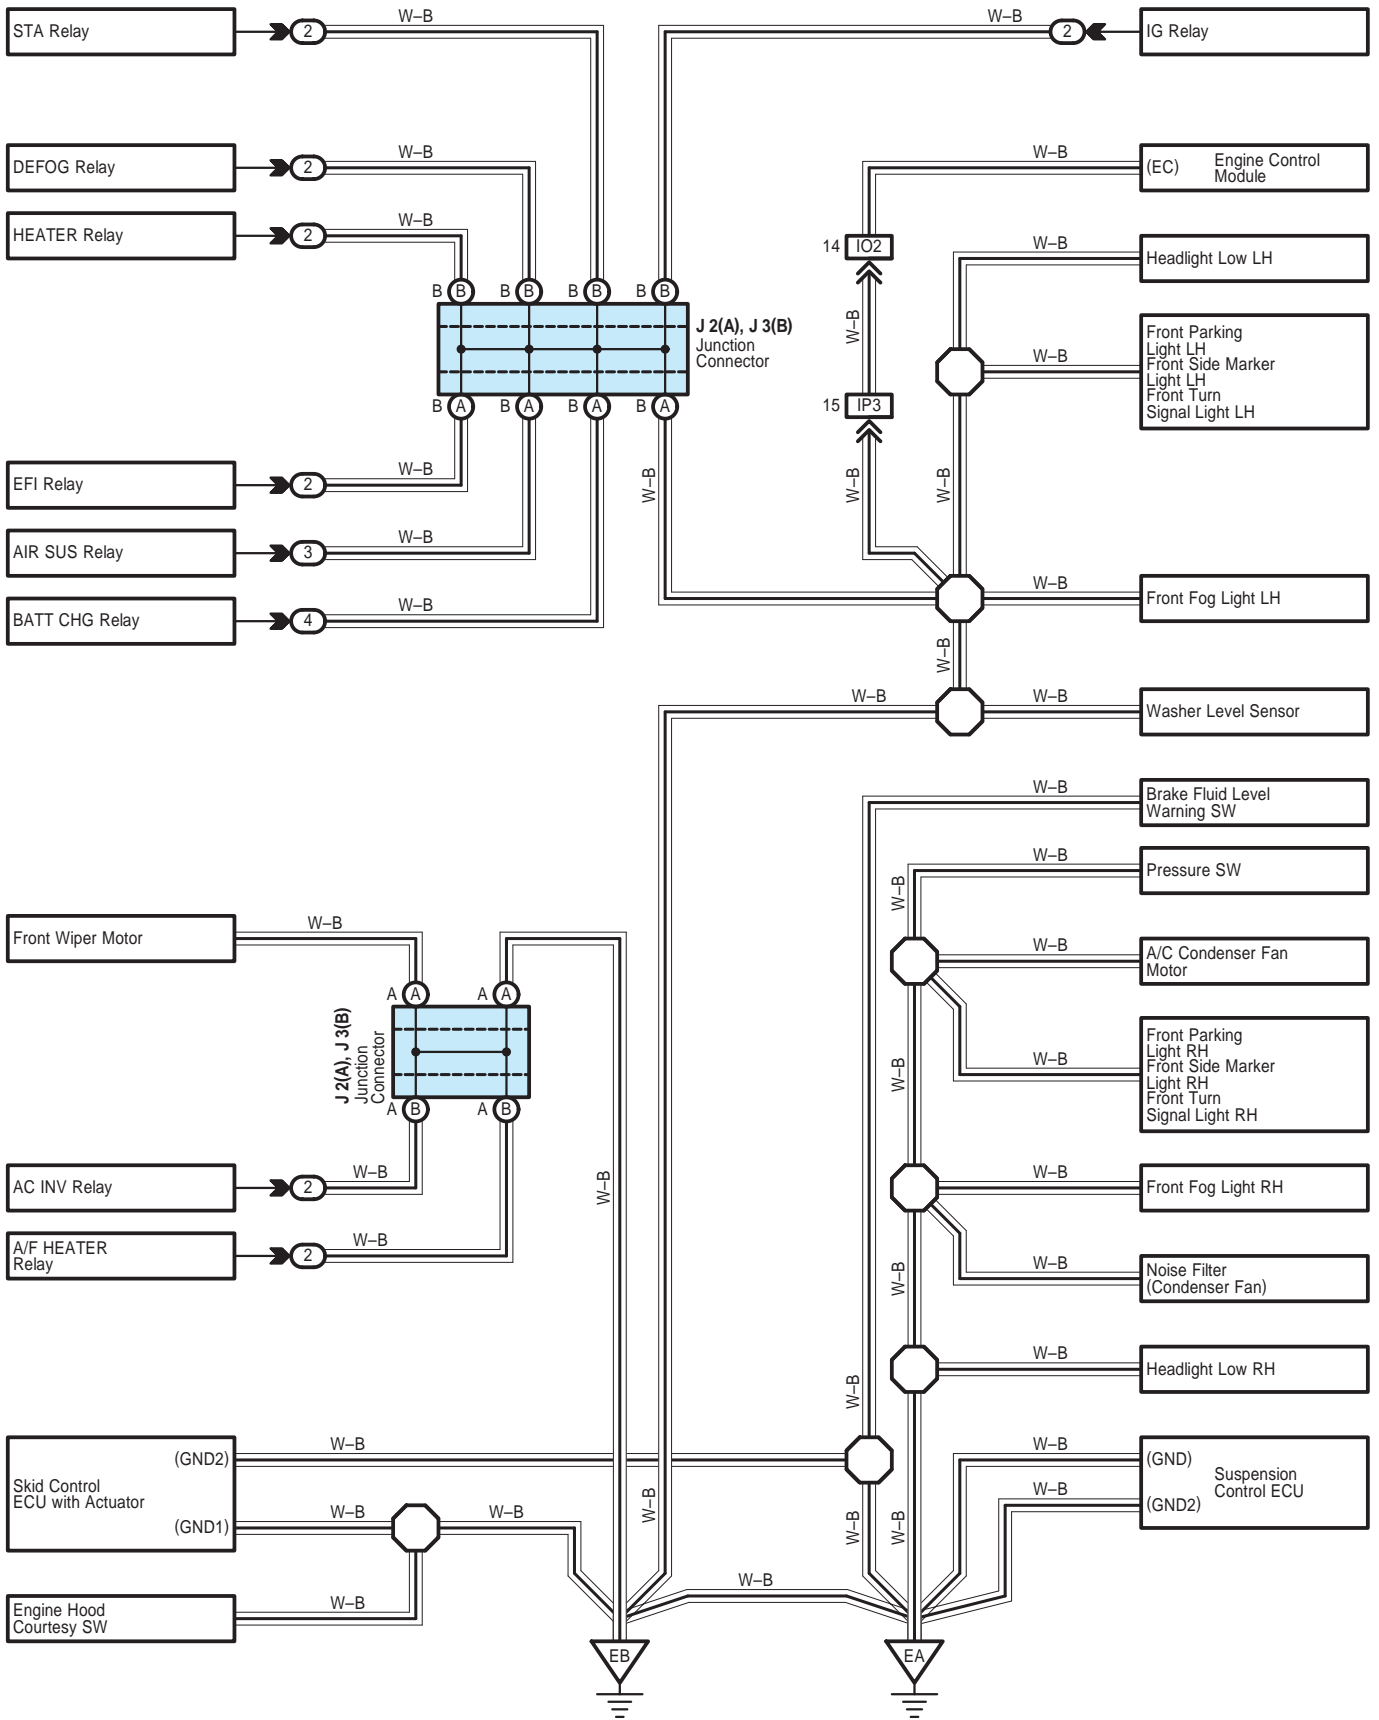 W–B
W–B
STA Relay
2
2
IG Relay
W–B
W–B
DEFOG Relay
2
(EC)
Engine Control
Module
W–B
HEATER Relay
2
14
IO2
W–B
Headlight Low LH
B
B
B
B
B
B
B
B
J 2(A), J 3(B)
Junction
Connector
W–B
Front Parking
Light LH
Front Side Marker
Light LH
Front Turn
Signal Light LH
W–B
B
A
B
A
B
A
B
A
15
IP3
W–B
EFI Relay
2
W–B
W–B
W–B
W–B
AIR SUS Relay
3
W–B
BATT CHG Relay
4
W–B
Front Fog Light LH
W–B
W–B
W–B
Washer Level Sensor
W–B
Brake Fluid Level
Warning SW
W–B
Pressure SW
W–B
W–B
Front Wiper Motor
W–B
A/C Condenser Fan
Motor
A
A
A
A
J 2(A), J 3(B)
Junction
Connector
W–B
W–B
Front Parking
Light RH
Front Side Marker
Light RH
Front Turn
Signal Light RH
A
B
A
B
W–B
AC INV Relay
2
W–B
W–B
Front Fog Light RH
W–B
A/F HEATER
Relay
2
W–B
W–B
Noise Filter
(Condenser Fan)
W–B
Headlight Low RH
W–B
W–B
(GND2)
Skid Control
ECU with Actuator
W–B
(GND1)
W–B
W–B
W–B
W–B
W–B
(GND)
Suspension
Control ECU
W–B
(GND2)
W–B
W–B
Engine Hood
Courtesy SW
EB
EA